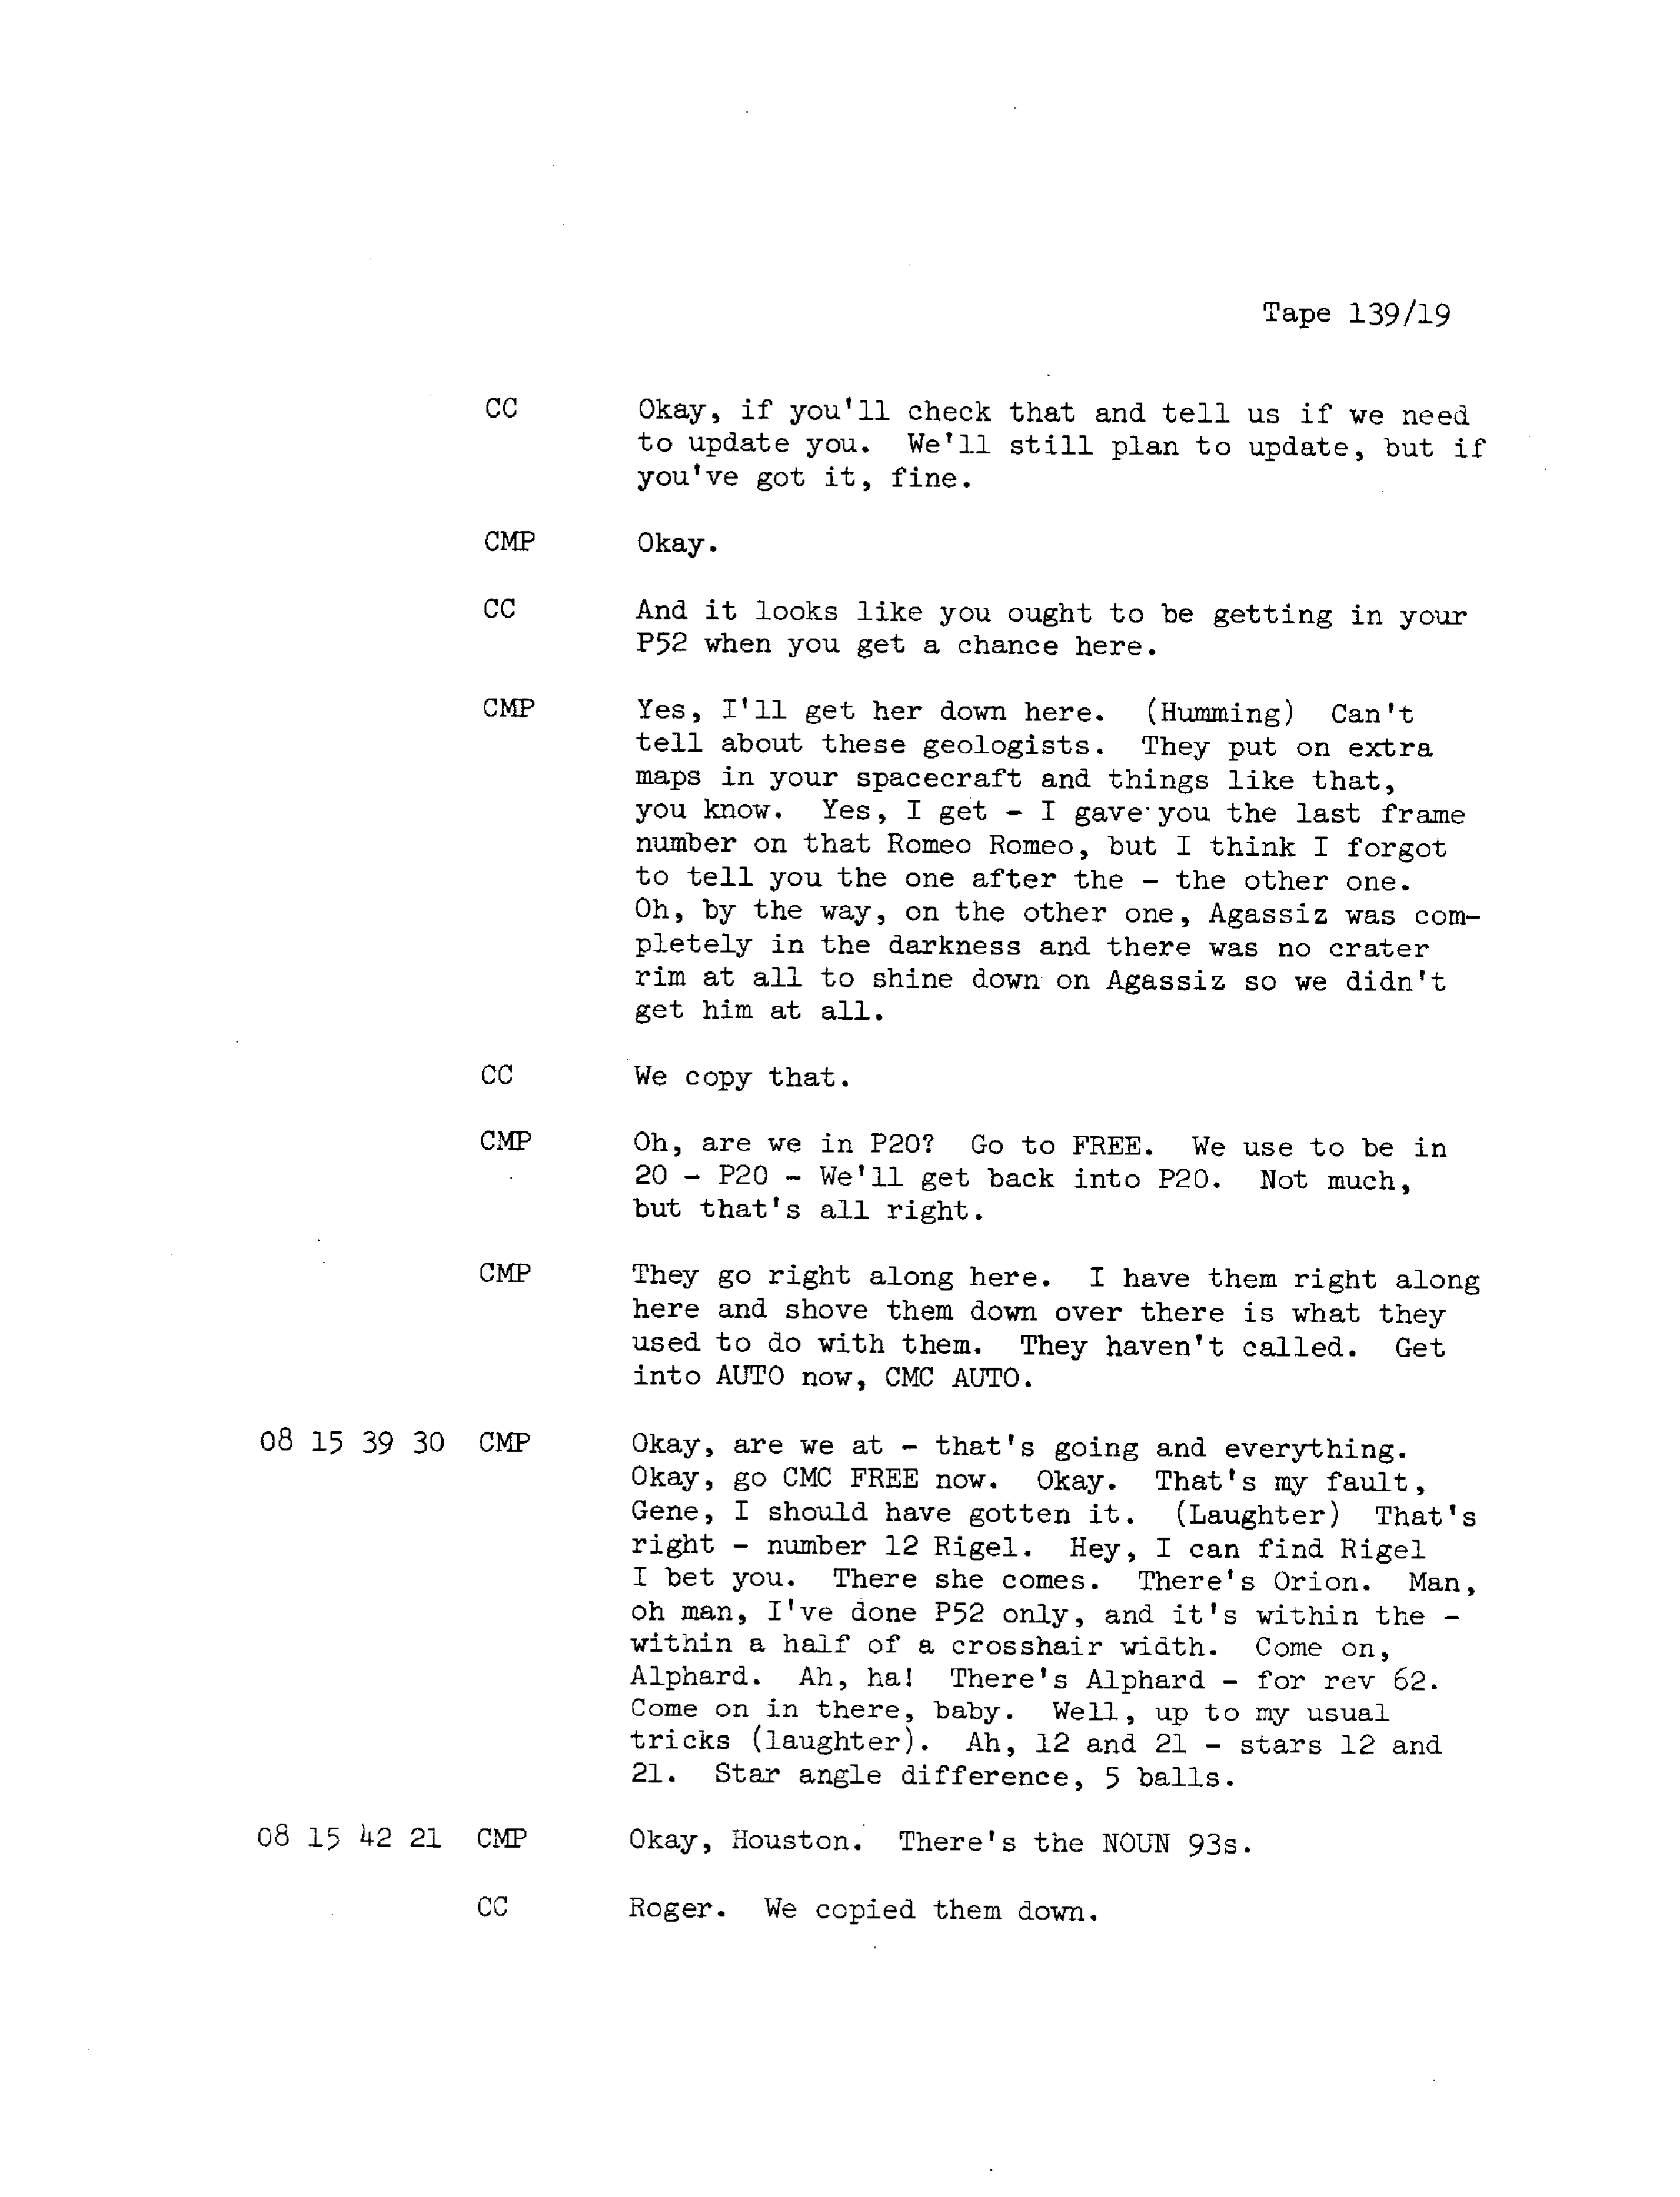 Tape 139/19
CC Okay, if you'll check that and tell us if we need
to update you. We'll still plan to update, but if
you've got it, fine.
CMP Okay.
CC And it looks like you ought to be getting in your
P52 when you get a chance here.
CMP Yes, I'll get her down here. (Humming) Can't
tell about these geologists. They put on extra
maps in your spacecraft and things like that,
you know. Yes, I get - I gave you the last frame
number on that Romeo Romeo, but I think I forgot
to tell you the one after the - the other one.
Oh, by the way, on the other one, Agassiz was com-
pletely in the darkness and there was no crater
rim at all to shine down on Agassiz so we didn't
get him at all.
CC We copy that.
CMP Oh, are we in P20? Go to FREE. We use to be in
20 - P20 - We'll get back into P20. Not much,
but that's all right.
CMP They go right along here. I have them right along
here and shove them down over there is what they
used to do with them. They haven't called. Get
into AUTO now, CMC AUTO.
08 15 39 30 CMP Okay, are we at - that's going and everything.
Okay, go CMC FREE now. Okay. That's my fault,
Gene, I should have gotten it. (Laughter) That's
right - number 12 Rigel. Hey, I can find Rigel
I bet you. There she comes. There's Orion. Man,
oh man, I've done P52 only, and it's within the -
within a half of a crosshair width. Come on,
Alphard. Ah, ha! There's Alphard - for rev 62.
Come on in there, baby. Well, up to my usual
tricks (laughter). Ah, 12 and 21 - stars 12 and
21. Star angle difference, 5 balls.
08 15 42 21 CMP Okay, Houston. There's the NOUN 93s.
CC Roger. We copied them down.